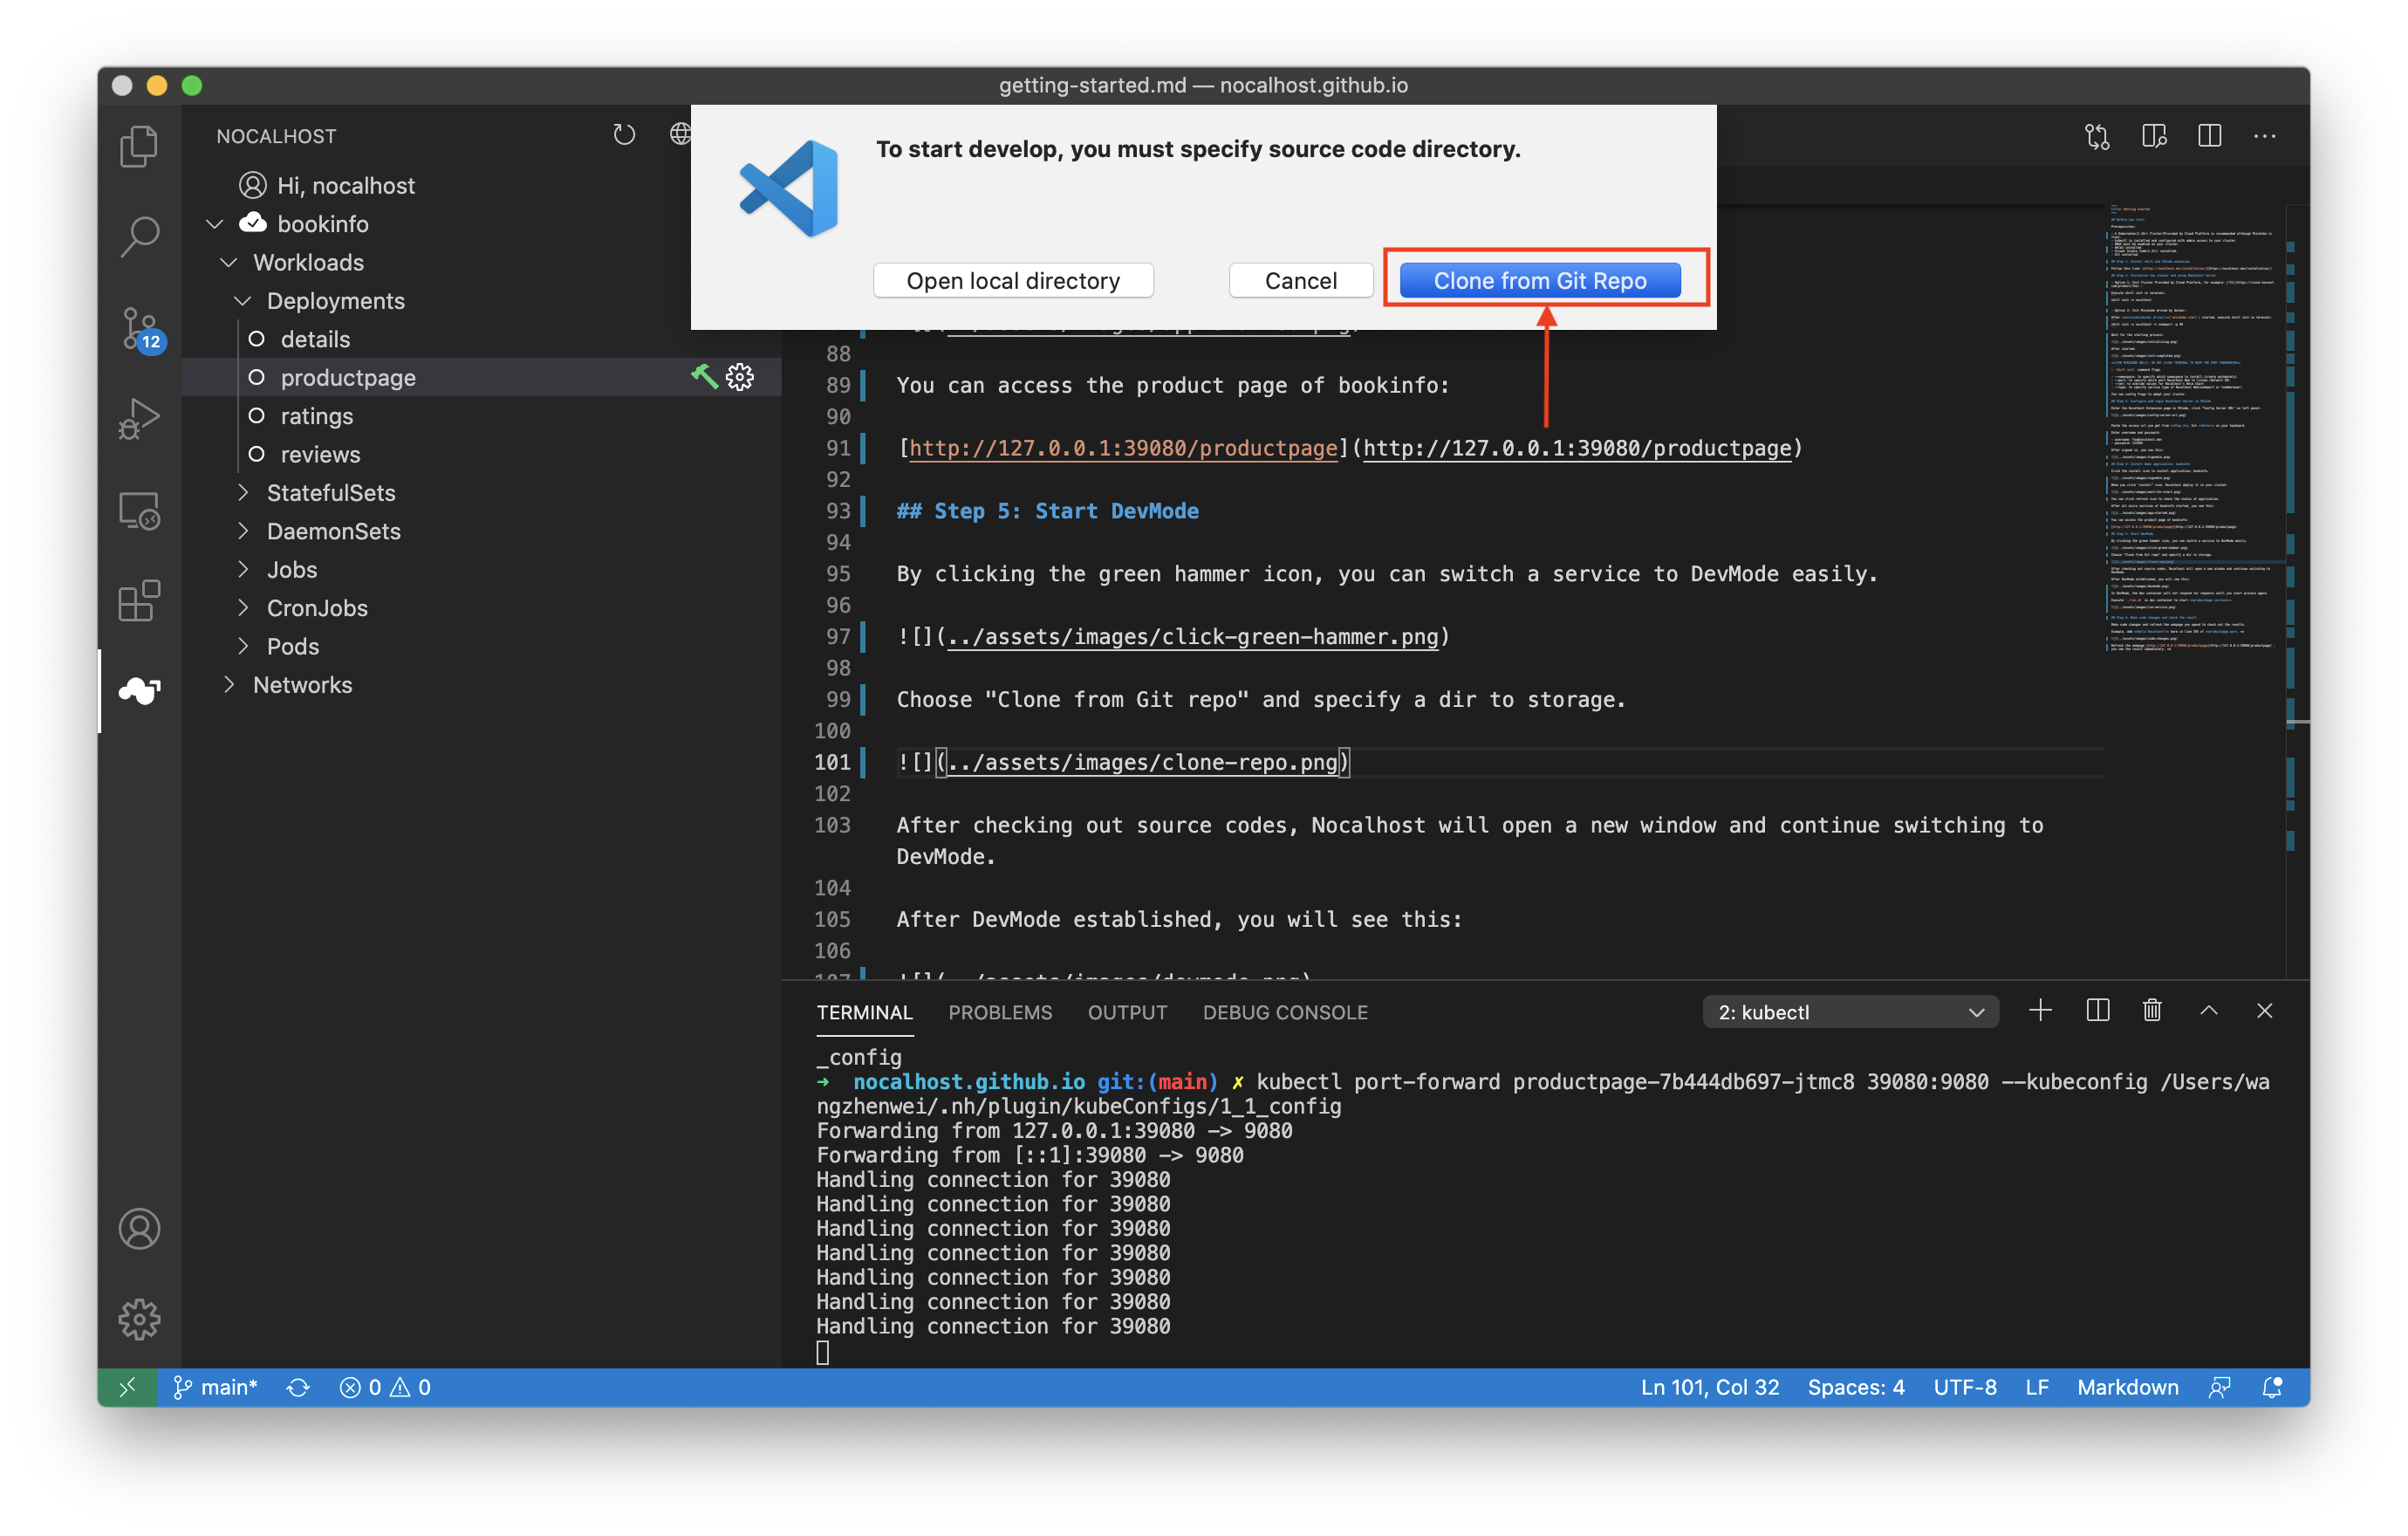 getting-started.md — nocalhost.github.io
NOCALHOST
Hi, nocalhost
bookinfo
Workloads
Deployments
details
productpage
ratings
reviews
StatefulSets
DaemonSets
Jobs
CronJobs
Pods
Networks
12
To start develop, you must specify source code directory.
Open local directory
Cancel
Clone from Git Repo
88
89 You can access the product page of bookinfo:
90
91 [http://127.0.0.1:39080/productpage](http://127.0.0.1:39080/productpage)
92
93 ## Step 5: Start DevMode
94
95 By clicking the green hammer icon, you can switch a service to DevMode easily.
96
97 ![](../assets/images/click-green-hammer.png)
98
99 Choose "Clone from Git repo" and specify a dir to storage.
100
101 ![](../assets/images/clone-repo.png)
102
103 After checking out source codes, Nocalhost will open a new window and continue switching to
DevMode.
104
105 After DevMode established, you will see this:
106
107 ![](../assets/images/devmode.png)
TERMINAL PROBLEMS OUTPUT DEBUG CONSOLE 2: kubectl
_config
➜ nocalhost.github.io git:(main) ✗ kubectl port-forward productpage-7b444db697-jtmc8 39080:9080 --kubeconfig /Users/wa
ngzhenwei/.nh/plugin/kubeConfigs/1_1_config
Forwarding from 127.0.0.1:39080 -> 9080
Forwarding from [::1]:39080 -> 9080
Handling connection for 39080
Handling connection for 39080
Handling connection for 39080
Handling connection for 39080
Handling connection for 39080
Handling connection for 39080
Handling connection for 39080
main* 0 0 Ln 101, Col 32 Spaces: 4 UTF-8 LF Markdown